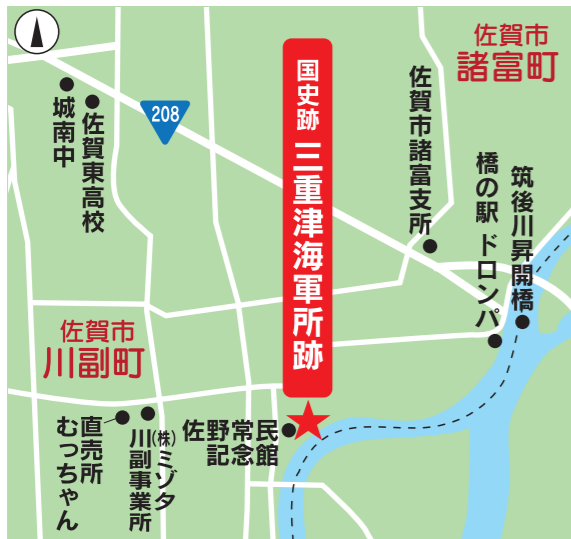 佐賀市
諸富町
国史跡 三重津海軍所跡
208
城南中
佐賀東高校
佐賀市諸富支所
筑後川昇開橋
橋の駅 ドロンパ
佐賀市
川副町
佐野常民
記念館
(株)ミゾタ
川副事業所
直売所
むっちゃん